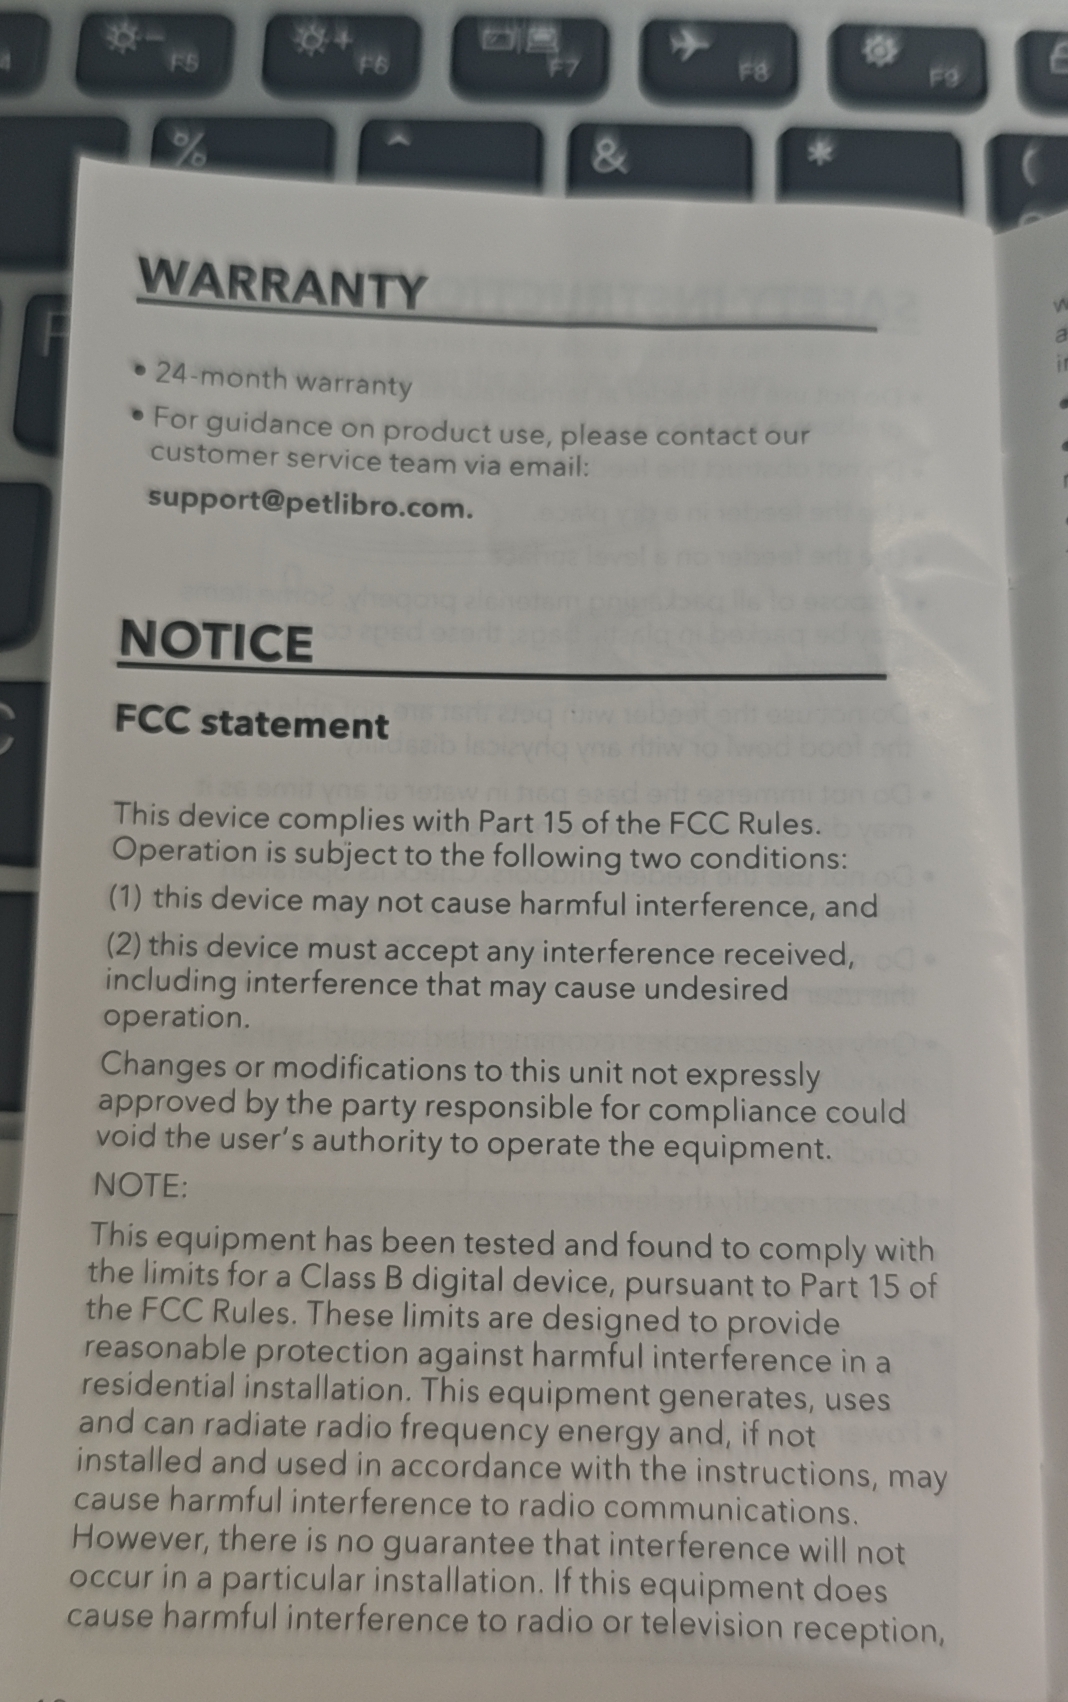 F5
F6
F7
F8
F9
%
^
&
*
(
WARRANTY
• 24-month warranty
• For guidance on product use, please contact our
customer service team via email:
support@petlibro.com.
NOTICE
FCC statement
This device complies with Part 15 of the FCC Rules.
Operation is subject to the following two conditions:
(1) this device may not cause harmful interference, and
(2) this device must accept any interference received,
including interference that may cause undesired
operation.
Changes or modifications to this unit not expressly
approved by the party responsible for compliance could
void the user's authority to operate the equipment.
NOTE:
This equipment has been tested and found to comply with
the limits for a Class B digital device, pursuant to Part 15 of
the FCC Rules. These limits are designed to provide
reasonable protection against harmful interference in a
residential installation. This equipment generates, uses
and can radiate radio frequency energy and, if not
installed and used in accordance with the instructions, may
cause harmful interference to radio communications.
However, there is no guarantee that interference will not
occur in a particular installation. If this equipment does
cause harmful interference to radio or television reception,